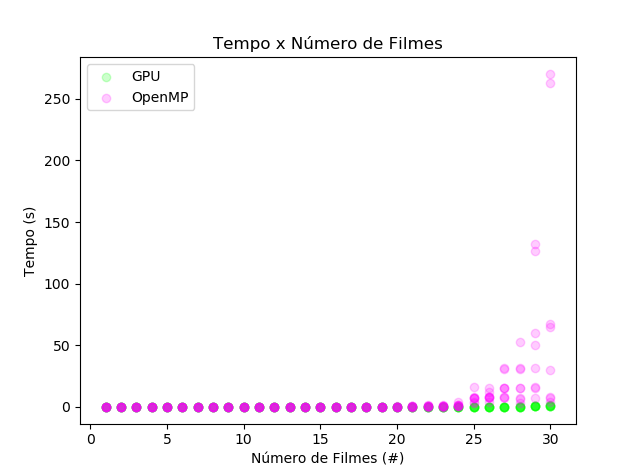 Tempo x Número de Filmes
GPU
OpenMP
250
200
150
100
50
0
Tempo (s)
0 5 10 15 20 25 30
Número de Filmes (#)